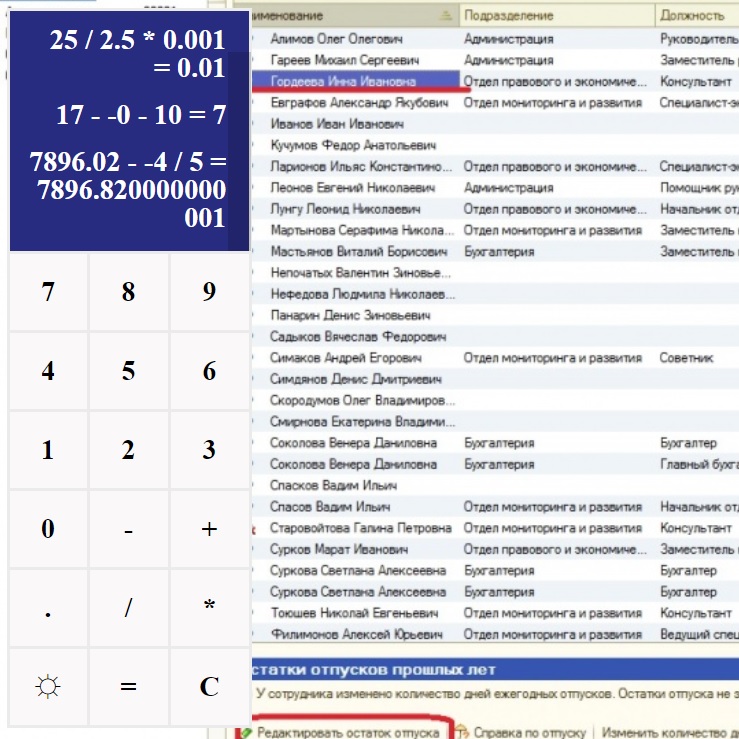 25 / 2.5 * 0.001
= 0.01
17 - -0 - 10 = 7
7896.02 - -4 / 5 =
7896.820000000
001
7 8 9
4 5 6
1 2 3
0 - +
. / *
= C
именование Подразделение Должность
Алимов Олег Олегович Администрация Руководитель
Гареев Михаил Сергеевич Администрация Заместитель
Гордеева Инна Ивановна Отдел правового и экономиче... Консультант
Евграфов Александр Якубович Отдел мониторинга и развития Специалист-э
Иванов Иван Иванович
Кучумов Федор Анатольевич
Ларионов Ильяс Константино... Отдел правового и экономиче... Специалист-э
Леонов Евгений Николаевич Администрация Помощник ру
Лунгу Леонид Николаевич Отдел правового и экономиче... Начальник от
Мартынова Серафима Никола... Отдел мониторинга и развития Заместитель
Мастьянов Виталий Борисович Бухгалтерия Заместитель
Непочатых Валентин Зиновье...
Нефедова Людмила Николаев...
Панарин Денис Зиновьевич
Садыков Вячеслав Федорович
Симаков Андрей Егорович Отдел мониторинга и развития Советник
Симдянов Денис Дмитриевич
Скородумов Олег Владимиров...
Смирнова Екатерина Владими...
Соколова Венера Даниловна Бухгалтерия Бухгалтер
Соколова Венера Даниловна Бухгалтерия Главный бухга
Спасков Вадим Ильич
Спасов Вадим Ильич Отдел мониторинга и развития Начальник от
Старовойтова Галина Петровна Отдел мониторинга и развития Консультант
Сурков Марат Иванович Отдел правового и экономиче... Заместитель
Суркова Светлана Алексеевна Бухгалтерия Бухгалтер
Суркова Светлана Алексеевна Бухгалтерия Бухгалтер
Тоюшев Николай Евгеньевич Отдел мониторинга и развития Консультант
Филимонов Алексей Юрьевич Отдел мониторинга и развития Ведущий спец
статки отпусков прошлых лет
У сотрудника изменено количество дней ежегодных отпусков. Остатки отпуска не з
Редактировать остаток отпуска Справка по отпуску Изменить количество д